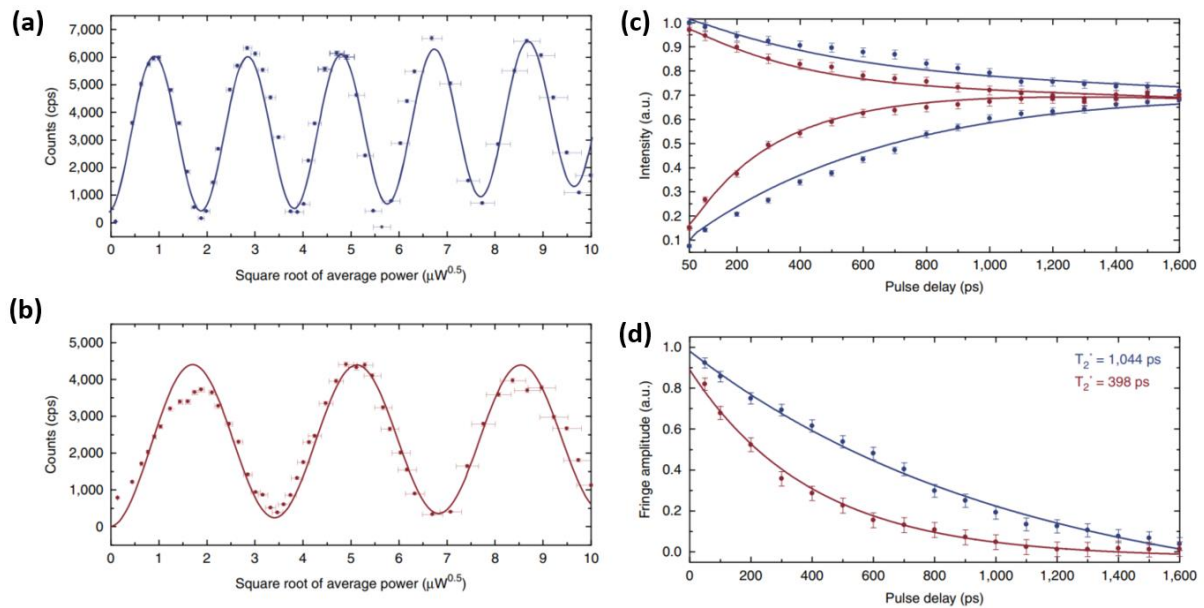 (a)
7,000
6,000
5,000
4,000
3,000
2,000
1,000
0
Counts (cps)
0 1 2 3 4 5 6 7 8 9 10
Square root of average power (μW^0.5)
(b)
5,000
4,000
3,000
2,000
1,000
0
Counts (cps)
0 1 2 3 4 5 6 7 8 9 10
Square root of average power (μW^0.5)
(c)
1.0
0.9
0.8
0.7
0.6
0.5
0.4
0.3
0.2
0.1
Intensity (a.u.)
50 200 400 600 800 1,000 1,200 1,400 1,600
Pulse delay (ps)
(d)
1.0
0.8
0.6
0.4
0.2
0.0
Fringe amplitude (a.u.)
T2* = 1,044 ps
T2* = 398 ps
0 200 400 600 800 1,000 1,200 1,400 1,600
Pulse delay (ps)